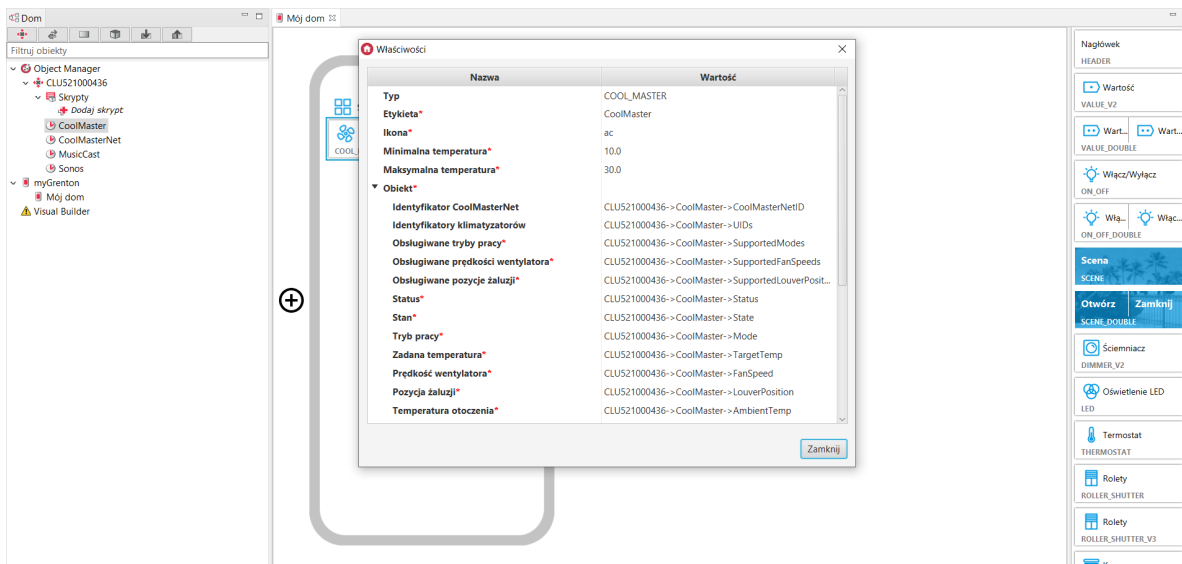 Dom
Filtruj obiekty
Object Manager
CLU521000436
Skrypty
Dodaj skrypt
CoolMaster
CoolMasterNet
MusicCast
Sonos
myGrenton
Mój dom
Visual Builder
Mój dom
COOL_
Właściwości
Nazwa Wartość
Typ COOL_MASTER
Etykieta* CoolMaster
Ikona* ac
Minimalna temperatura* 10.0
Maksymalna temperatura* 30.0
Obiekt*
Identyfikator CoolMasterNet CLU521000436->CoolMaster->CoolMasterNetID
Identyfikatory klimatyzatorów CLU521000436->CoolMaster->UIDs
Obsługiwane tryby pracy* CLU521000436->CoolMaster->SupportedModes
Obsługiwane prędkości wentylatora* CLU521000436->CoolMaster->SupportedFanSpeeds
Obsługiwane pozycje żaluzji* CLU521000436->CoolMaster->SupportedLouverPosit...
Status* CLU521000436->CoolMaster->Status
Stan* CLU521000436->CoolMaster->State
Tryb pracy* CLU521000436->CoolMaster->Mode
Zadana temperatura* CLU521000436->CoolMaster->TargetTemp
Prędkość wentylatora* CLU521000436->CoolMaster->FanSpeed
Pozycja żaluzji* CLU521000436->CoolMaster->LouverPosition
Temperatura otoczenia* CLU521000436->CoolMaster->AmbientTemp
Zamknij
Nagłówek
HEADER
Wartość
VALUE_V2
Wart... Wart...
VALUE_DOUBLE
Włącz/Wyłącz
ON_OFF
Włą... Włąc...
ON_OFF_DOUBLE
Scena
SCENE
Otwórz Zamknij
SCENE_DOUBLE
Ściemniacz
DIMMER_V2
Oświetlenie LED
LED
Termostat
THERMOSTAT
Rolety
ROLLER_SHUTTER
Rolety
ROLLER_SHUTTER_V3